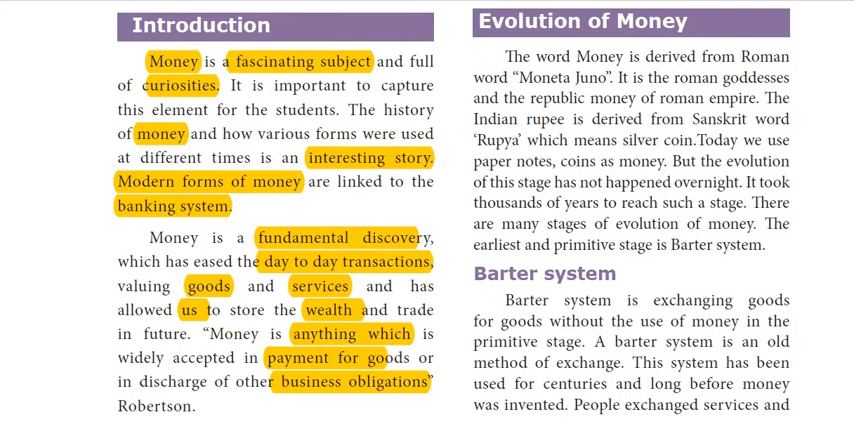 Introduction
Money is a fascinating subject and full
of curiosities. It is important to capture
this element for the students. The history
of money and how various forms were used
at different times is an interesting story.
Modern forms of money are linked to the
banking system.
Money is a fundamental discovery,
which has eased the day to day transactions,
valuing goods and services and has
allowed us to store the wealth and trade
in future. “Money is anything which is
widely accepted in payment for goods or
in discharge of other business obligations”
Robertson.
Evolution of Money
The word Money is derived from Roman
word “Moneta Juno”. It is the roman goddesses
and the republic money of roman empire. The
Indian rupee is derived from Sanskrit word
‘Rupya’ which means silver coin.Today we use
paper notes, coins as money. But the evolution
of this stage has not happened overnight. It took
thousands of years to reach such a stage. There
are many stages of evolution of money. The
earliest and primitive stage is Barter system.
Barter system
Barter system is exchanging goods
for goods without the use of money in the
primitive stage. A barter system is an old
method of exchange. This system has been
used for centuries and long before money
was invented. People exchanged services and